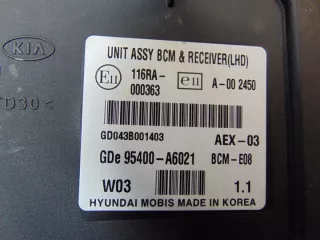 KIA
UNIT ASSY BCM & RECEIVER(LHD)
E11 116RA-000363
e11 A-00 2450
GD043B001403
AEX-03
GDe 95400-A6021 BCM-E08
W03 1.1
HYUNDAI MOBIS MADE IN KOREA